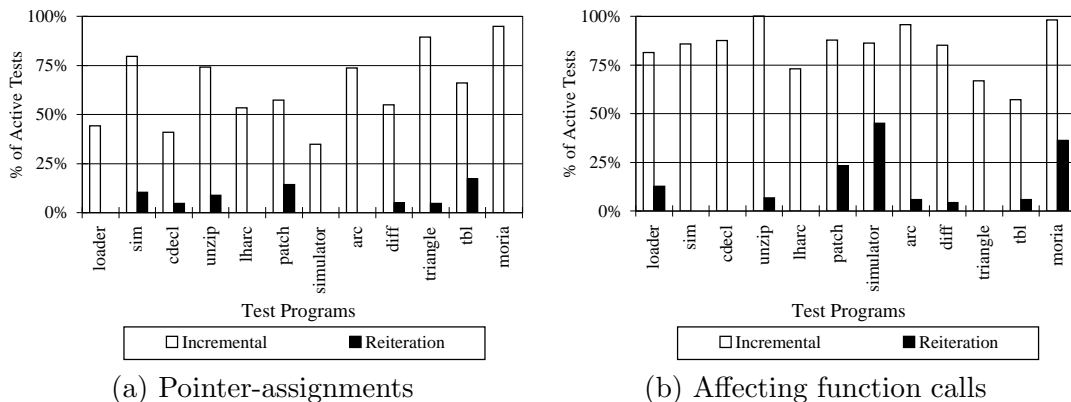 % of Active Tests
100%
75%
50%
25%
0%
loader
sim
cdecl
unzip
lharc
patch
simulator
arc
diff
triangle
tbl
moria
Test Programs
Incremental
Reiteration
(a) Pointer-assignments
% of Active Tests
100%
75%
50%
25%
0%
loader
sim
cdecl
unzip
lharc
patch
simulator
arc
diff
triangle
tbl
moria
Test Programs
Incremental
Reiteration
(b) Affecting function calls